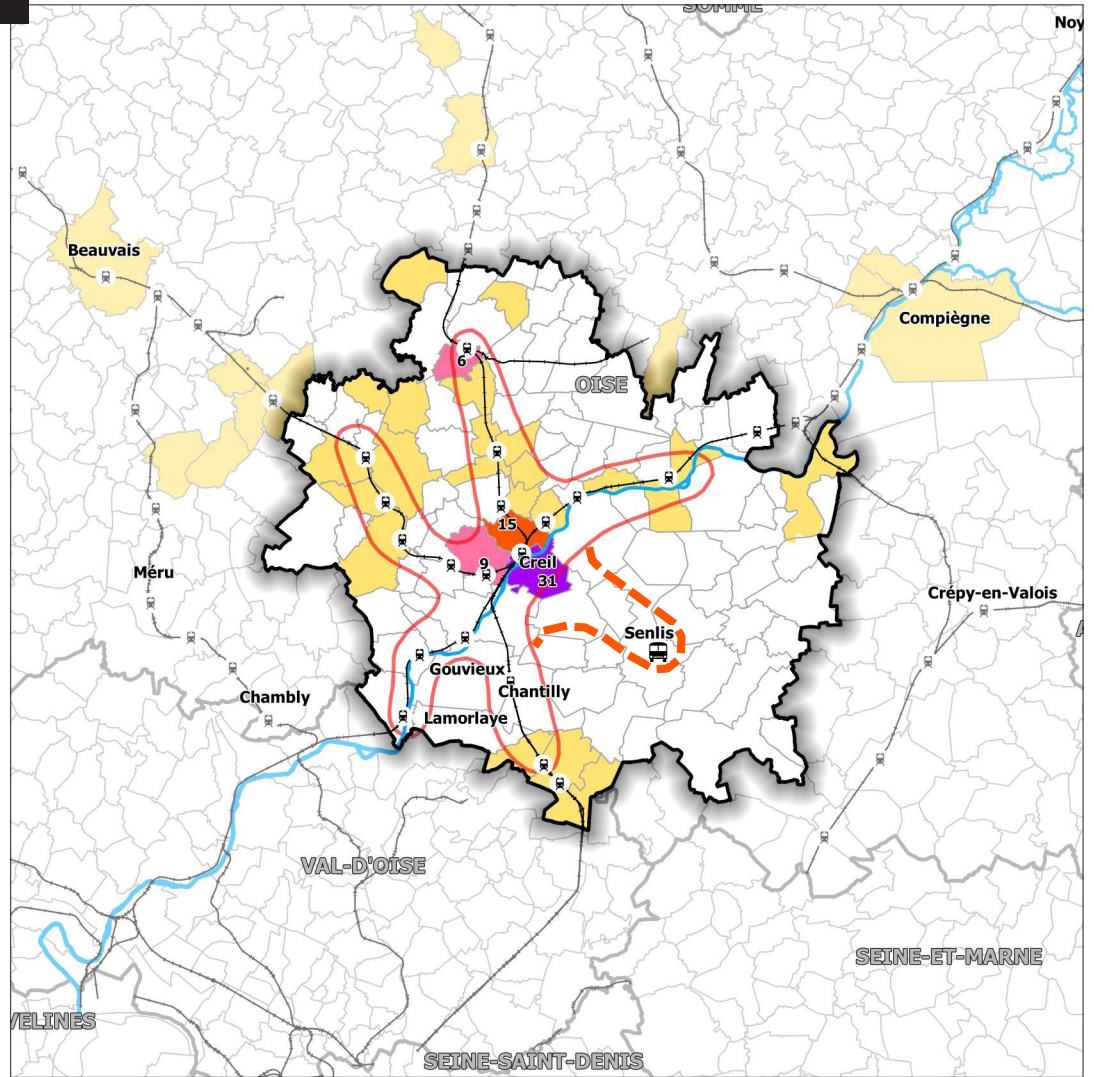 SOMME
Noy
Beauvais
Compiègne
6
OISE
15
Creil
9
31
Méru
Crépy-en-Valois
Senlis
Gouvieux
Chantilly
Chambly
Lamorlaye
VAL-D'OISE
SEINE-ET-MARNE
VELINES
SEINE-SAINT-DENIS